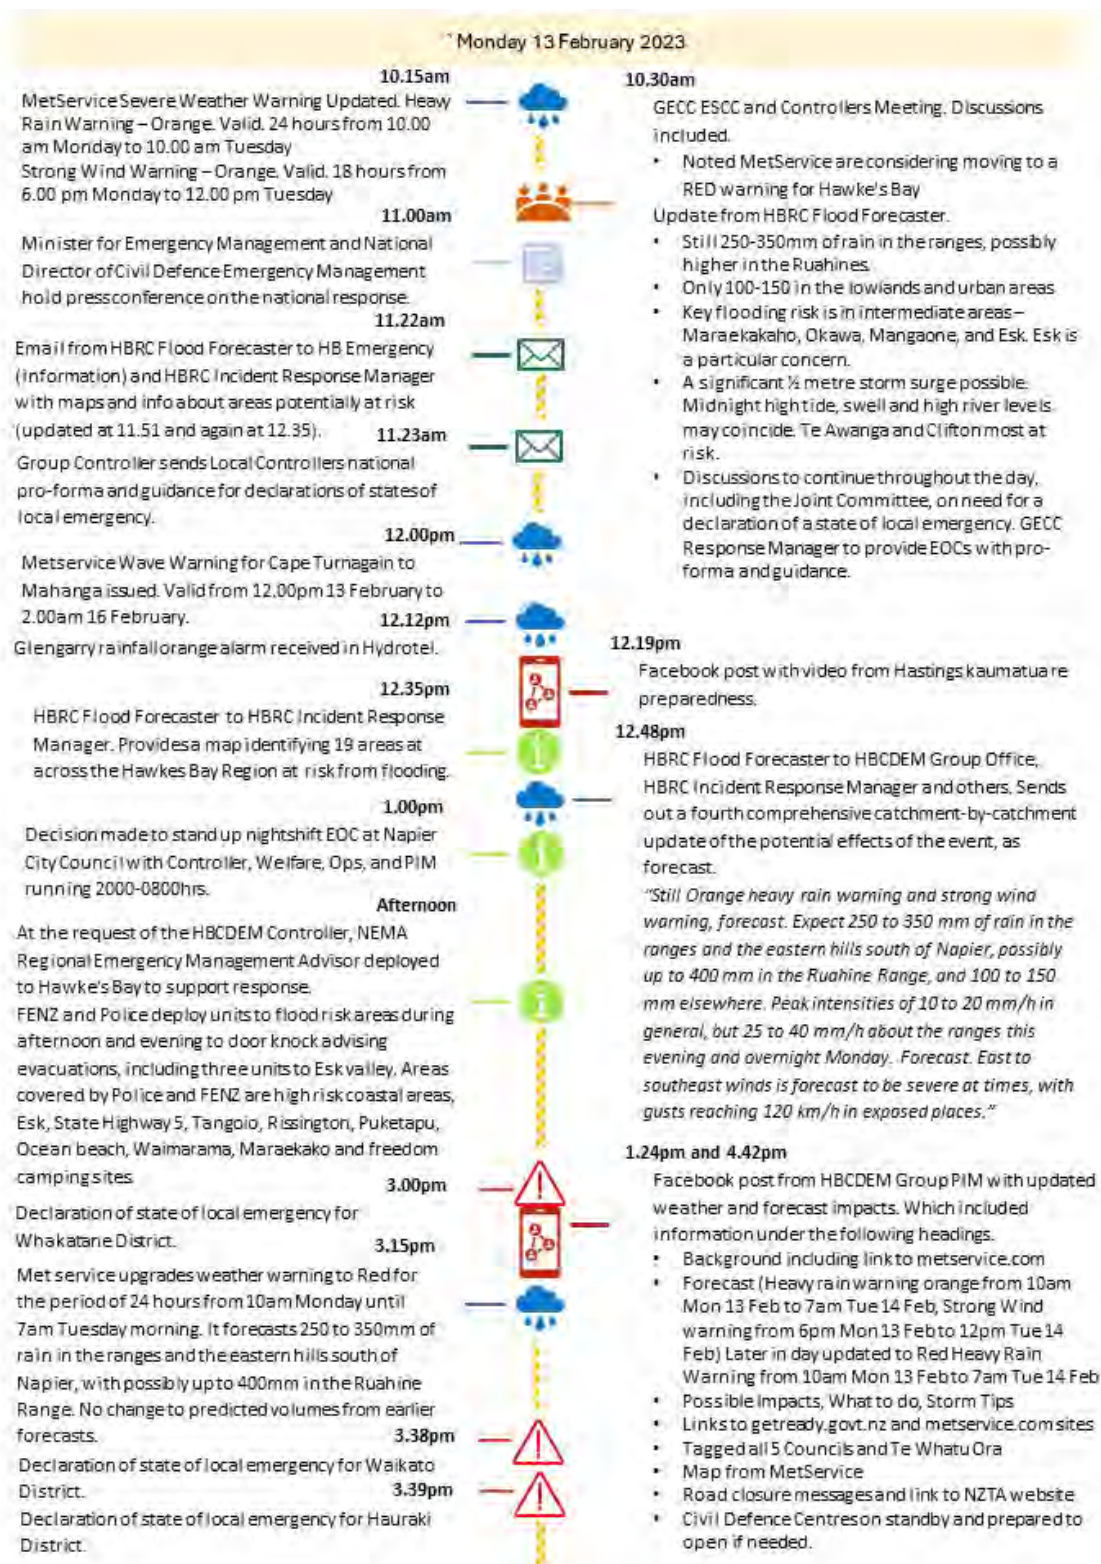 ` Monday 13 February 2023
10.15am
MetService Severe Weather Warning Updated. Heavy
Rain Warning – Orange. Valid. 24 hours from 10.00
am Monday to 10.00 am Tuesday
Strong Wind Warning – Orange. Valid. 18 hours from
6.00 pm Monday to 12.00 pm Tuesday
11.00am
Minister for Emergency Management and National
Director of Civil Defence Emergency Management
hold press conference on the national response.
11.22am
Email from HBRC Flood Forecaster to HB Emergency
(Information) and HBRC Incident Response Manager
with maps and info about areas potentially at risk
(updated at 11.51 and again at 12.35).
11.23am
Group Controller sends Local Controllers national
pro-forma and guidance for declarations of states of
local emergency.
12.00pm
Metservice Wave Warning for Cape Turnagain to
Mahanga issued. Valid from 12.00pm 13 February to
2.00am 16 February.
12.12pm
Glengarry rainfall orange alarm received in Hydrotel.
12.35pm
HBRC Flood Forecaster to HBRC Incident Response
Manager. Provides a map identifying 19 areas at
across the Hawkes Bay Region at risk from flooding.
1.00pm
Decision made to stand up nightshift EOC at Napier
City Council with Controller, Welfare, Ops, and PIM
running 2000-0800hrs.
Afternoon
At the request of the HBCDEM Controller, NEMA
Regional Emergency Management Advisor deployed
to Hawke's Bay to support response.
FENZ and Police deploy units to flood risk areas during
afternoon and evening to door knock advising
evacuations, including three units to Esk valley. Areas
covered by Police and FENZ are high risk coastal areas,
Esk, State Highway 5, Tangoio, Rissington, Puketapu,
Ocean beach, Waimarama, Maraekako and freedom
camping sites
3.00pm
Declaration of state of local emergency for
Whakatane District.
3.15pm
Met service upgrades weather warning to Red for
the period of 24 hours from 10am Monday until
7am Tuesday morning. It forecasts 250 to 350mm of
rain in the ranges and the eastern hills south of
Napier, with possibly up to 400mm in the Ruahine
Range. No change to predicted volumes from earlier
forecasts.
3.38pm
Declaration of state of local emergency for Waikato
District.
3.39pm
Declaration of state of local emergency for Hauraki
District.
10.30am
GECC ESCC and Controllers Meeting. Discussions
included.
• Noted MetService are considering moving to a
RED warning for Hawke's Bay
Update from HBRC Flood Forecaster.
• Still 250-350mm of rain in the ranges, possibly
higher in the Ruahines.
• Only 100-150 in the lowlands and urban areas
• Key flooding risk is in intermediate areas –
Maraekakaho, Okawa, Mangaone, and Esk. Esk is
a particular concern.
• A significant ½ metre storm surge possible.
Midnight high tide, swell and high river levels
may coincide. Te Awanga and Clifton most at
risk.
• Discussions to continue throughout the day,
including the Joint Committee, on need for a
declaration of a state of local emergency. GECC
Response Manager to provide EOCs with pro-
forma and guidance.
12.19pm
Facebook post with video from Hastings kaumatua re
preparedness.
12.48pm
HBRC Flood Forecaster to HBCDEM Group Office,
HBRC Incident Response Manager and others. Sends
out a fourth comprehensive catchment-by-catchment
update of the potential effects of the event, as
forecast.
"Still Orange heavy rain warning and strong wind
warning, forecast. Expect 250 to 350 mm of rain in the
ranges and the eastern hills south of Napier, possibly
up to 400 mm in the Ruahine Range, and 100 to 150
mm elsewhere. Peak intensities of 10 to 20 mm/h in
general, but 25 to 40 mm/h about the ranges this
evening and overnight Monday. Forecast. East to
southeast winds is forecast to be severe at times, with
gusts reaching 120 km/h in exposed places."
1.24pm and 4.42pm
Facebook post from HBCDEM Group PIM with updated
weather and forecast impacts. Which included
information under the following headings.
• Background including link to metservice.com
• Forecast (Heavy rain warning orange from 10am
Mon 13 Feb to 7am Tue 14 Feb, Strong Wind
warning from 6pm Mon 13 Feb to 12pm Tue 14
Feb) Later in day updated to Red Heavy Rain
Warning from 10am Mon 13 Feb to 7am Tue 14 Feb
• Possible Impacts, What to do, Storm Tips
• Links to getready.govt.nz and metservice.com sites
• Tagged all 5 Councils and Te Whatu Ora
• Map from MetService
• Road closure messages and link to NZTA website
• Civil Defence Centres on standby and prepared to
open if needed.